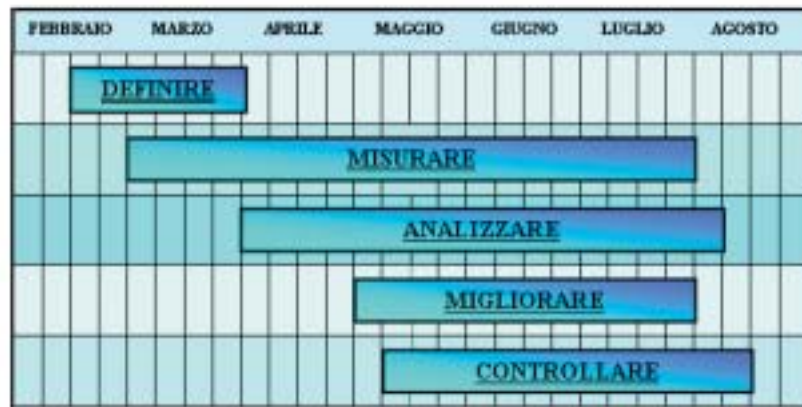 FEBBRAIO MARZO APRILE MAGGIO GIUGNO LUGLIO AGOSTO
DEFINIRE
MISURARE
ANALIZZARE
MIGLIORARE
CONTROLLARE